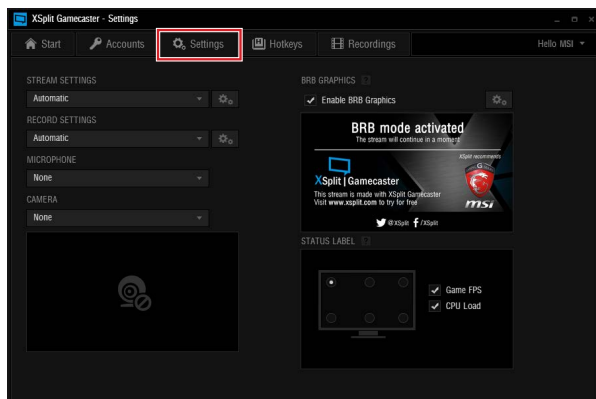 XSplit Gamecaster - Settings
Start Accounts Settings Hotkeys Recordings Hello MSI
STREAM SETTINGS
Automatic
RECORD SETTINGS
Automatic
MICROPHONE
None
CAMERA
None
BRB GRAPHICS
Enable BRB Graphics
BRB mode activated
The stream will continue in a moment
XSplit recommends
XSplit | Gamecaster
This stream is made with XSplit Gamecaster
Visit www.xsplit.com to try for free
msi
@XSplit /XSplit
STATUS LABEL
Game FPS
CPU Load